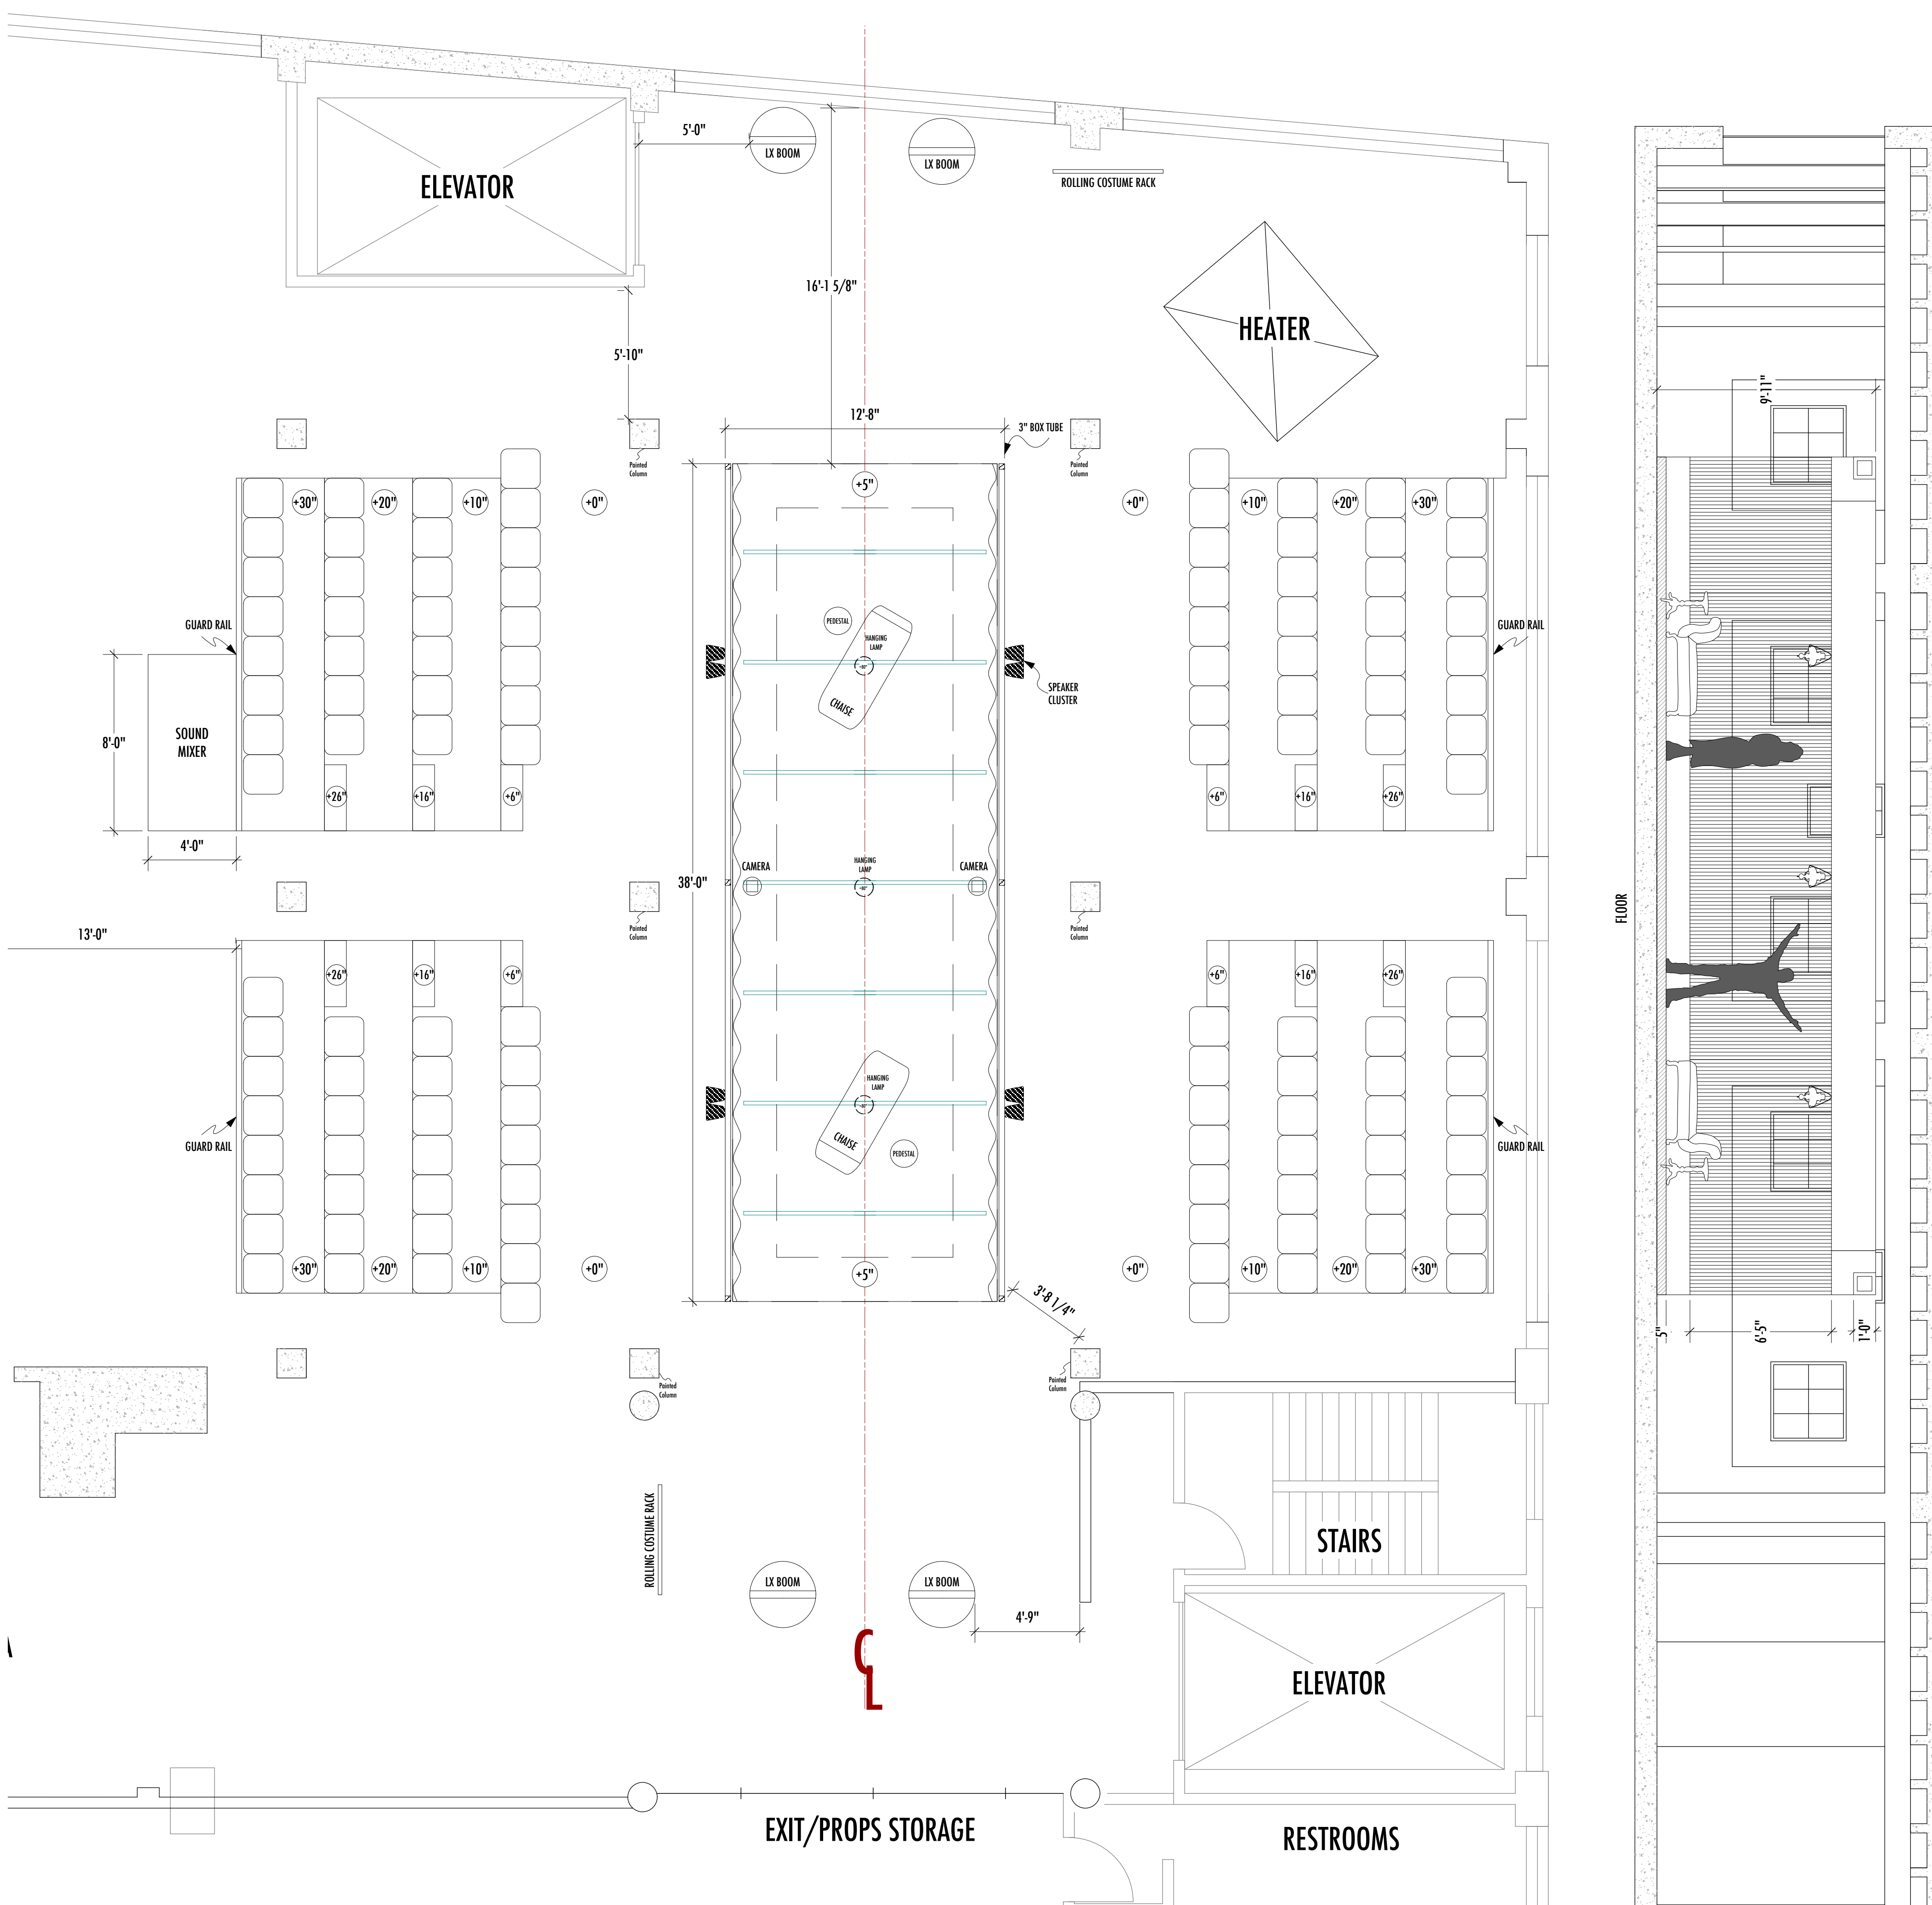 5'-0"
LX BOOM
LX BOOM
ROLLING COSTUME RACK
ELEVATOR
16'-1 5/8"
HEATER
5'-10"
9'-11"
12'-8"
3" BOX TUBE
Painted
Column
Painted
Column
+5"
+30"
+20"
+10"
+0"
+0"
+10"
+20"
+30"
PEDESTAL
HANGING
LAMP
GUARD RAIL
GUARD RAIL
SPEAKER
CLUSTER
CHAISE
8'-0"
SOUND
MIXER
+26"
+16"
+6"
+6"
+16"
+26"
4'-0"
CAMERA
HANGING
LAMP
CAMERA
38'-0"
FLOOR
13'-0"
Painted
Column
Painted
Column
+26"
+16"
+6"
+6"
+16"
+26"
HANGING
LAMP
GUARD RAIL
CHAISE
PEDESTAL
GUARD RAIL
+30"
+20"
+10"
+0"
+5"
+0"
+10"
+20"
+30"
3'-8 1/4"
5"
6'-5"
1'-0"
Painted
Column
Painted
Column
ROLLING COSTUME RACK
STAIRS
LX BOOM
LX BOOM
4'-9"
CL
ELEVATOR
EXIT/PROPS STORAGE
RESTROOMS